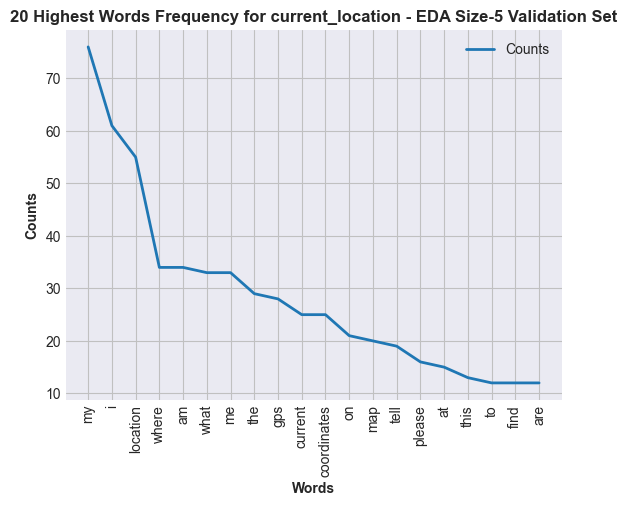 20 Highest Words Frequency for current_location - EDA Size-5 Validation Set
Counts
Counts
70
60
50
40
30
20
10
my
i
location
where
am
what
me
the
gps
current
coordinates
on
map
tell
please
at
this
to
find
are
Words